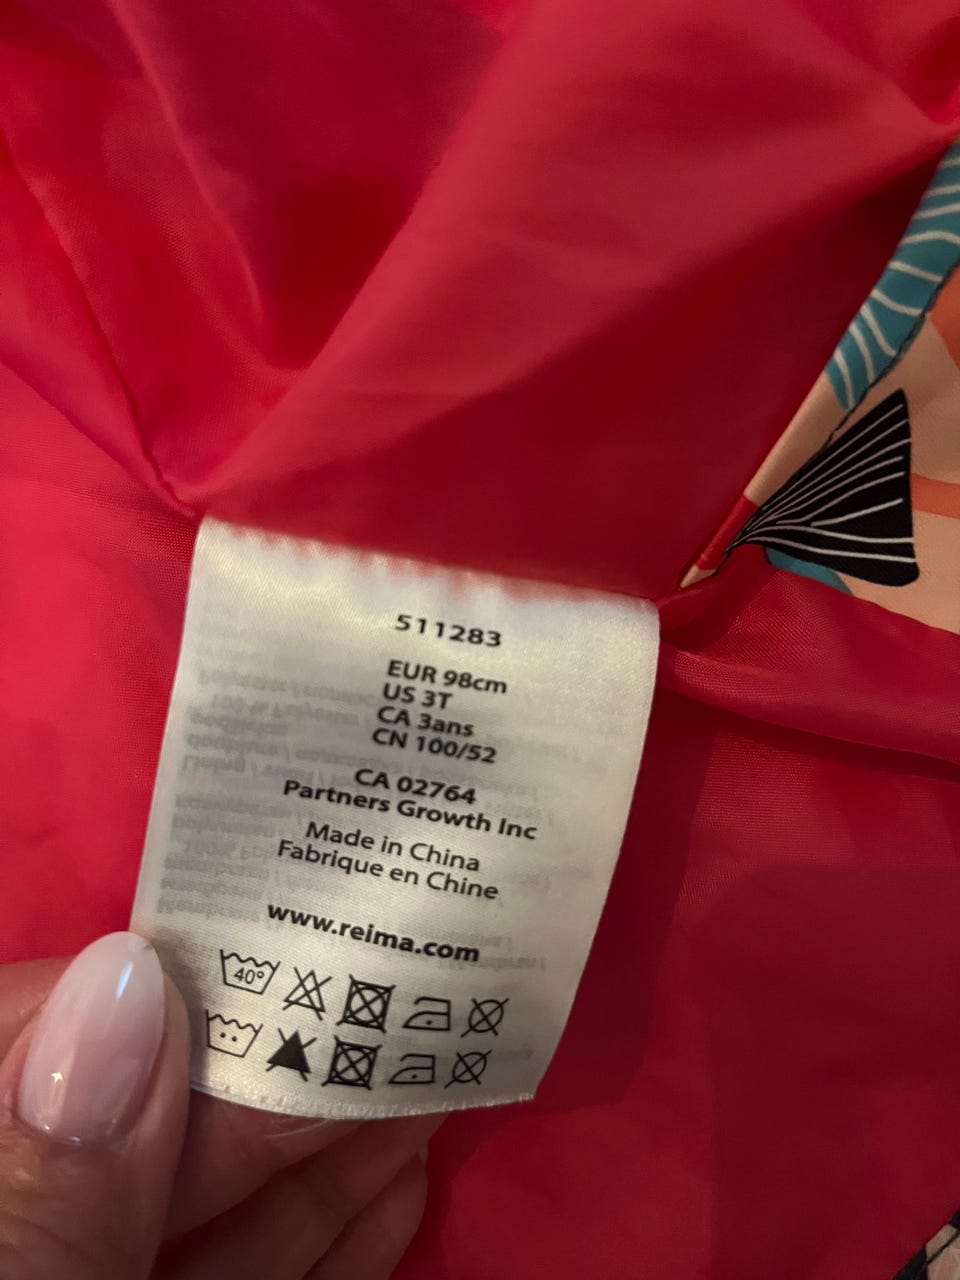 511283
EUR 98cm
US 3T
CA 3ans
CN 100/52
CA 02764
Partners Growth Inc
Made in China
Fabrique en Chine
www.reima.com
40°